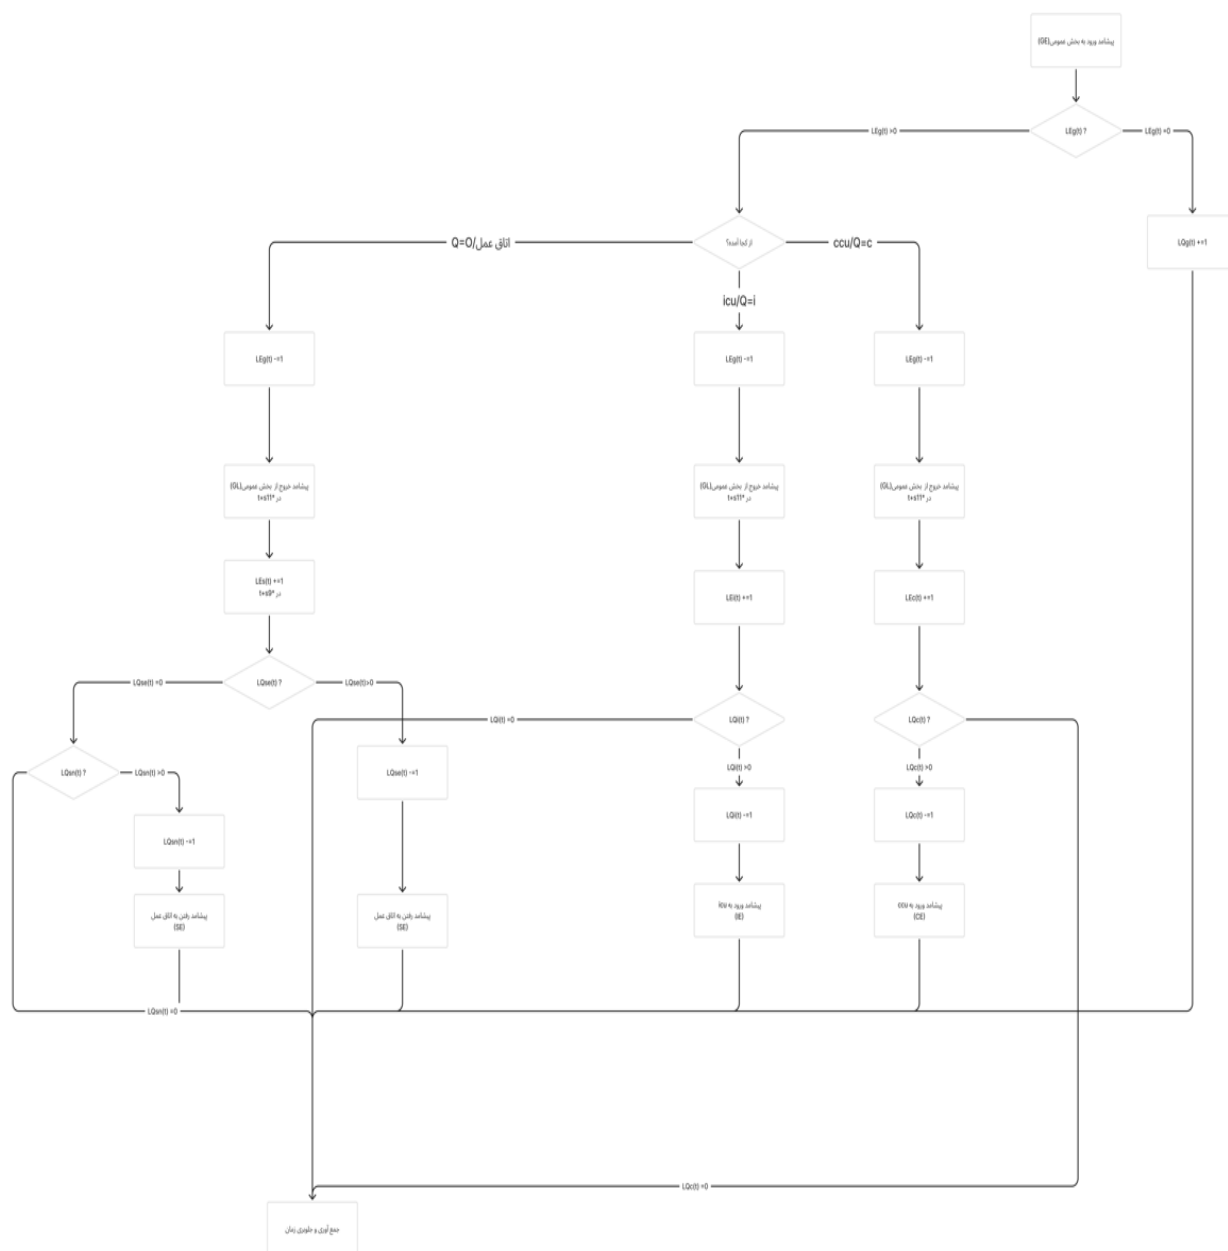 پیشامد ورود به بخش عمومی(GE)
LEg(t) ?
LEg(t) >0
LEg(t) =0
LQg(t) +=1
از کجا آمده؟
اتاق عمل/Q=O
ccu/Q=c
icu/Q=i
LEg(t) -=1
LEg(t) -=1
LEg(t) -=1
پیشامد خروج از بخش عمومی(GL)
در t+s11*
پیشامد خروج از بخش عمومی(GL)
در t+s11*
پیشامد خروج از بخش عمومی(GL)
در t+s11*
LEs(t) +=1
در t+s9*
LEi(t) +=1
LEc(t) +=1
LQse(t) ?
LQse(t) =0
LQse(t)>0
LQi(t) ?
LQi(t) =0
LQc(t) ?
LQsn(t) ?
LQsn(t) >0
LQse(t) -=1
LQi(t) >0
LQc(t) >0
LQsn(t) -=1
LQi(t) -=1
LQc(t) -=1
پیشامد رفتن به اتاق عمل
(SE)
پیشامد رفتن به اتاق عمل
(SE)
پیشامد ورود به icu
(IE)
پیشامد ورود به ccu
(CE)
LQsn(t) =0
LQc(t) =0
جمع آوری و جلوبری زمان